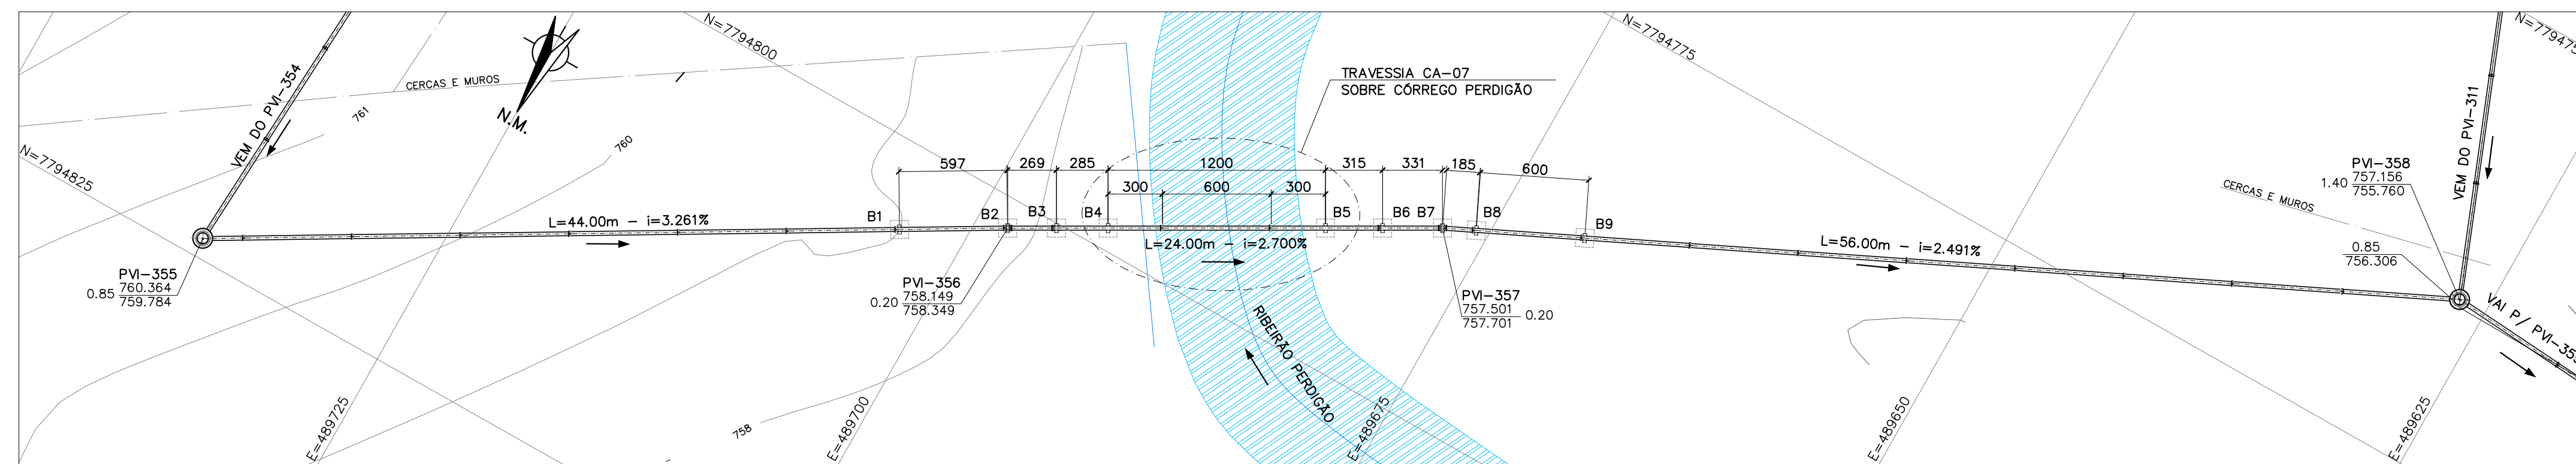 N=7794825
VEM DO PVI-354
CERCAS E MUROS
761
760
N.M.
N=7794800
TRAVESSIA CA-07
SOBRE CÓRREGO PERDIGÃO
N=7794775
597
269
285
1200
315
331
185
600
300
600
300
B1
B2
B3
B4
B5
B6
B7
B8
B9
L=44.00m - i=3.261%
L=24.00m - i=2.700%
L=56.00m - i=2.491%
PVI-355
760.364
0.85
759.784
PVI-356
758.149
0.20
758.349
PVI-357
757.501
757.701
0.20
RIBEIRÃO PERDIGÃO
758
E=489725
E=489700
E=489675
E=489650
E=489625
CERCAS E MUROS
PVI-358
757.156
1.40
755.760
0.85
756.306
VEM DO PVI-311
VAI P/